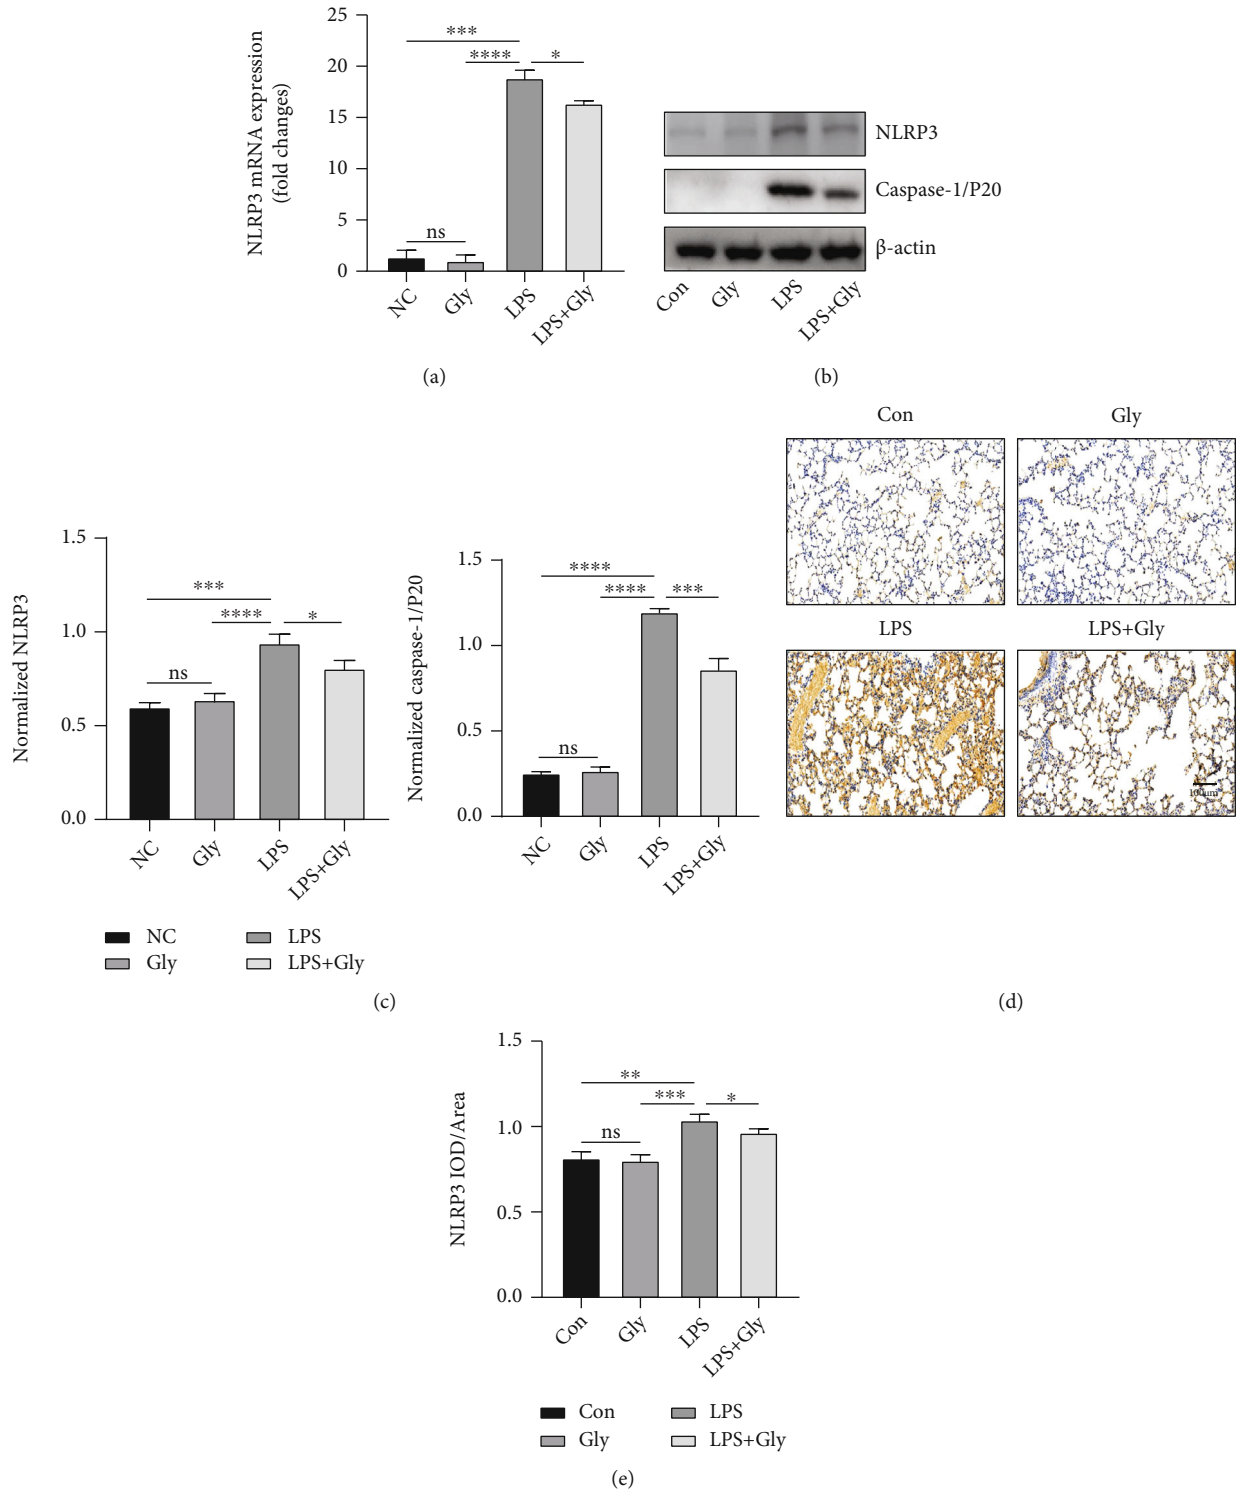 NLRP3 mRNA expression
(fold changes)
25
20
15
10
5
0
***
****
*
ns
NC
Gly
LPS
LPS+Gly
(a)
NLRP3
Caspase-1/P20
β-actin
Con
Gly
LPS
LPS+Gly
(b)
Normalized NLRP3
1.5
1.0
0.5
0.0
***
****
*
ns
NC
Gly
LPS
LPS+Gly
Normalized caspase-1/P20
1.5
1.0
0.5
0.0
****
****
***
ns
NC
Gly
LPS
LPS+Gly
NC
LPS
Gly
LPS+Gly
(c)
Con
Gly
LPS
LPS+Gly
100μm
(d)
NLRP3 IOD/Area
1.5
1.0
0.5
0.0
**
***
*
ns
Con
Gly
LPS
LPS+Gly
Con
LPS
Gly
LPS+Gly
(e)